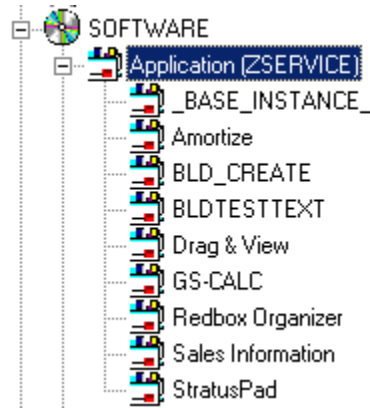 SOFTWARE
Application (ZSERVICE)
_BASE_INSTANCE_
Amortize
BLD_CREATE
BLDTESTTEXT
Drag & View
GS-CALC
Redbox Organizer
Sales Information
StratusPad